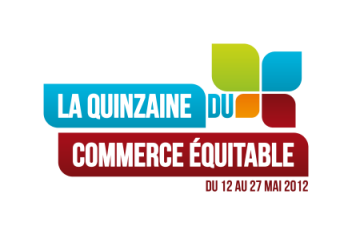 LA QUINZAINE DU
COMMERCE ÉQUITABLE
DU 12 AU 27 MAI 2012